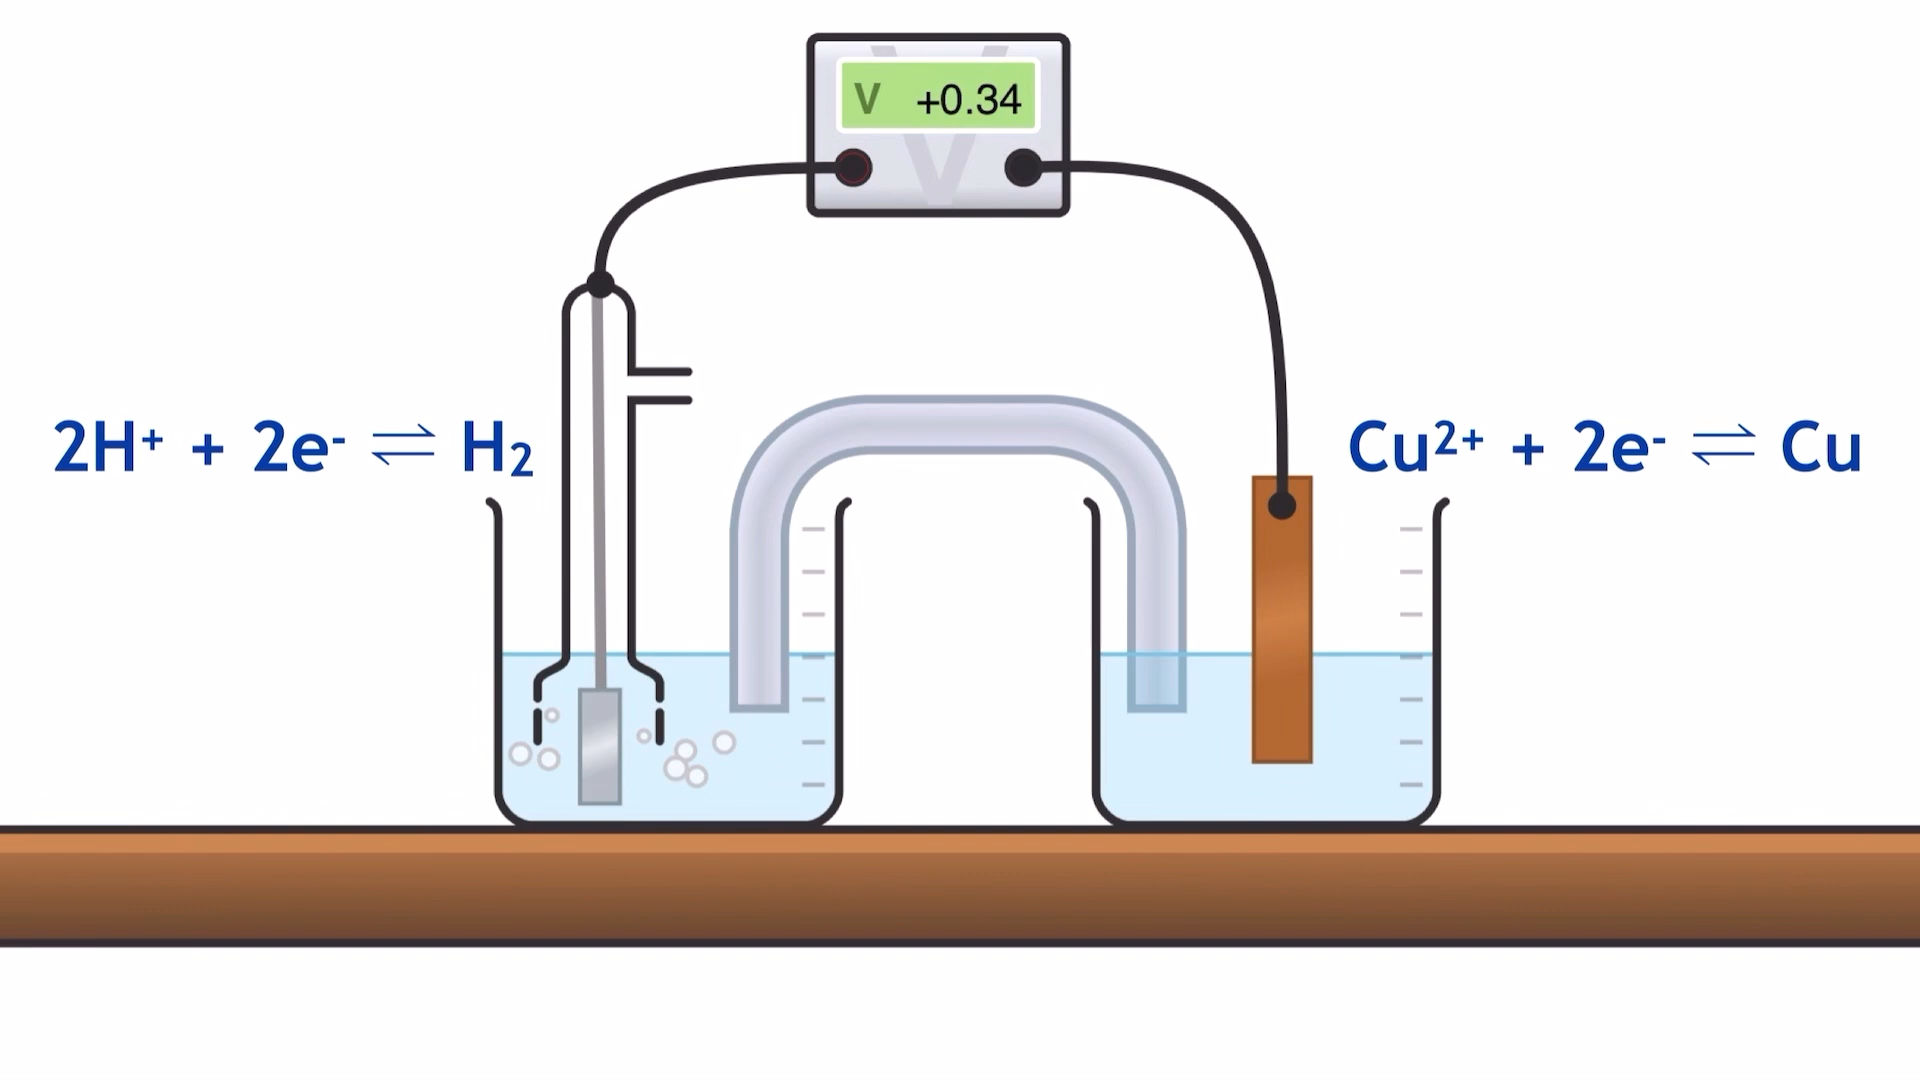 V +0.34
V
2H⁺ + 2e⁻ ⇌ H₂
Cu²⁺ + 2e⁻ ⇌ Cu